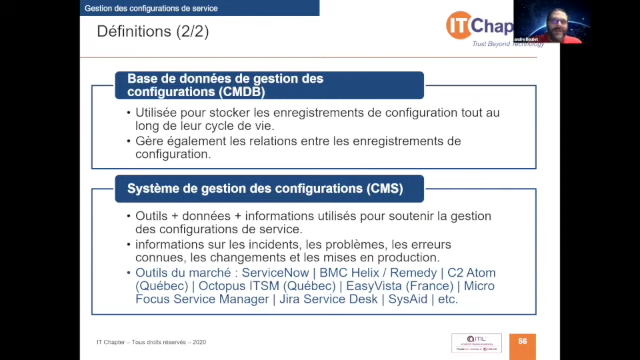 Gestion des configurations de service
Définitions (2/2)
IT Chapter
Trust Beyond Technology
Base de données de gestion des
configurations (CMDB)
• Utilisée pour stocker les enregistrements de configuration tout au
long de leur cycle de vie.
• Gère également les relations entre les enregistrements de
configuration.
Système de gestion des configurations (CMS)
• Outils + données + informations utilisés pour soutenir la gestion
des configurations de service.
• informations sur les incidents, les problèmes, les erreurs
connues, les changements et les mises en production.
• Outils du marché : ServiceNow | BMC Helix / Remedy | C2 Atom
(Québec) | Octopus ITSM (Québec) | EasyVista (France) | Micro
Focus Service Manager | Jira Service Desk | SysAid | etc.
IT Chapter – Tous droits réservés – 2020
ITIL
56